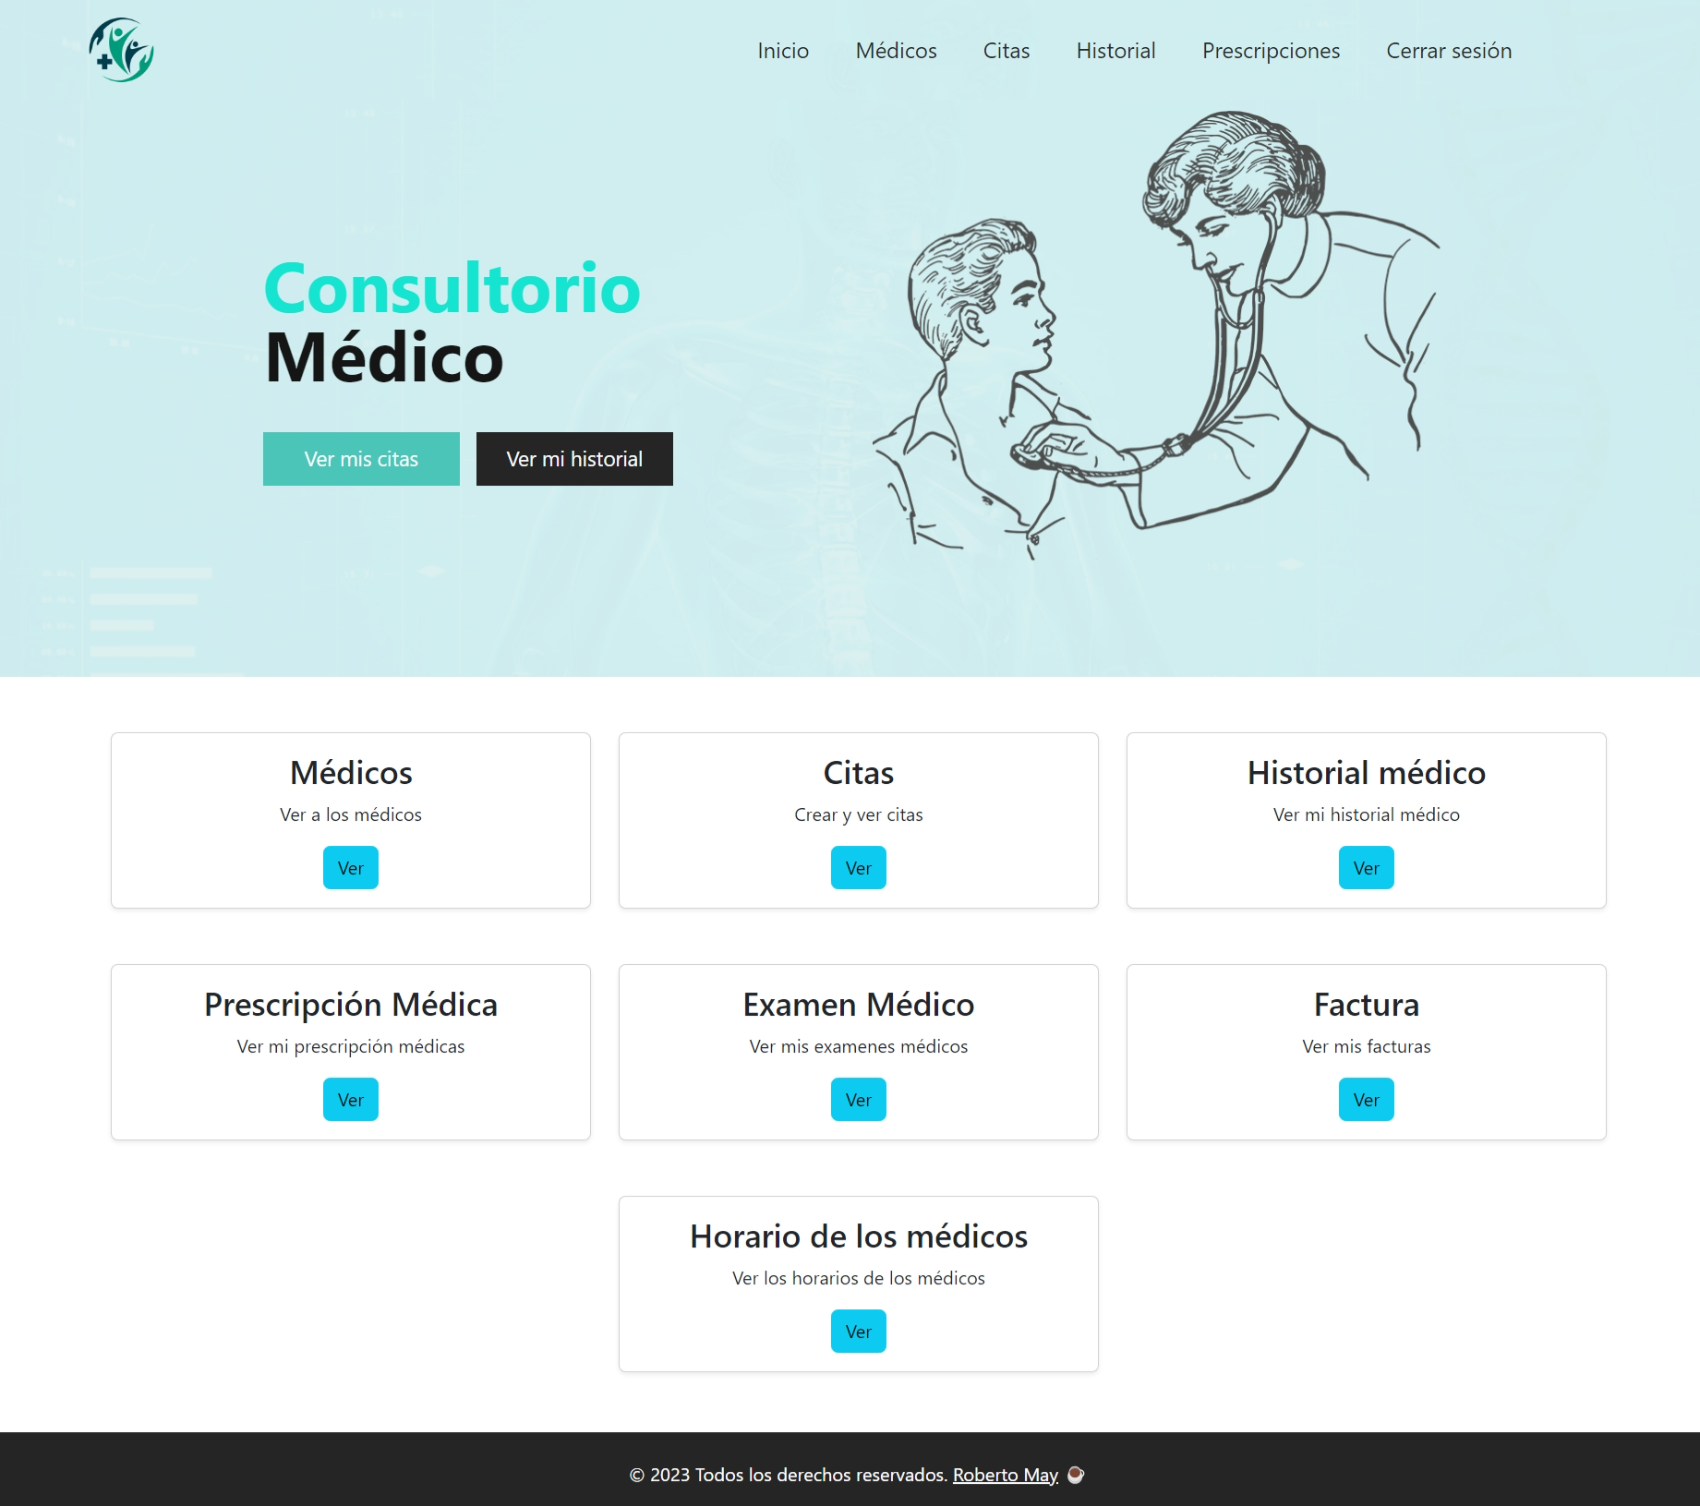 Inicio Médicos Citas Historial Prescripciones Cerrar sesión
Consultorio
Médico
Ver mis citas Ver mi historial
Médicos
Ver a los médicos
Ver
Citas
Crear y ver citas
Ver
Historial médico
Ver mi historial médico
Ver
Prescripción Médica
Ver mi prescripción médicas
Ver
Examen Médico
Ver mis examenes médicos
Ver
Factura
Ver mis facturas
Ver
Horario de los médicos
Ver los horarios de los médicos
Ver
© 2023 Todos los derechos reservados. Roberto May ☕